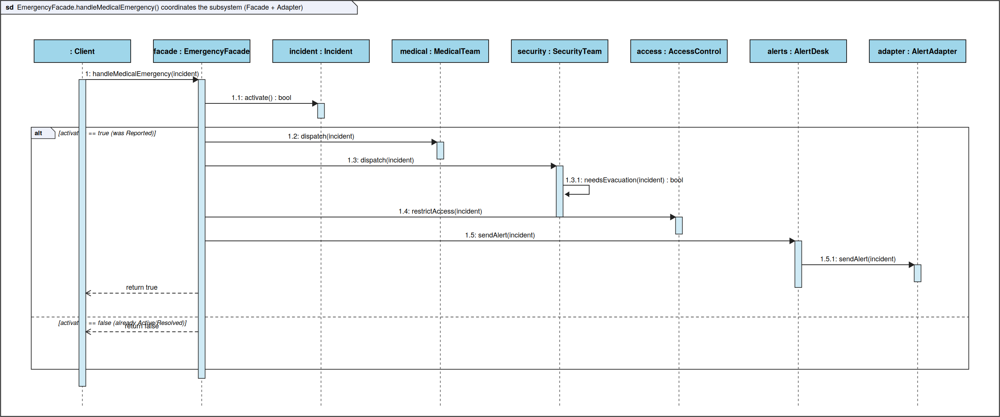 sd EmergencyFacade.handleMedicalEmergency() coordinates the subsystem (Facade + Adapter)
: Client
facade : EmergencyFacade
incident : Incident
medical : MedicalTeam
security : SecurityTeam
access : AccessControl
alerts : AlertDesk
adapter : AlertAdapter
1: handleMedicalEmergency(incident)
1.1: activate() : bool
alt
[activat == true (was Reported)]
1.2: dispatch(incident)
1.3: dispatch(incident)
1.3.1: needsEvacuation(incident) : bool
1.4: restrictAccess(incident)
1.5: sendAlert(incident)
1.5.1: sendAlert(incident)
return true
[activat == false (already Active/Resolved)]
return false